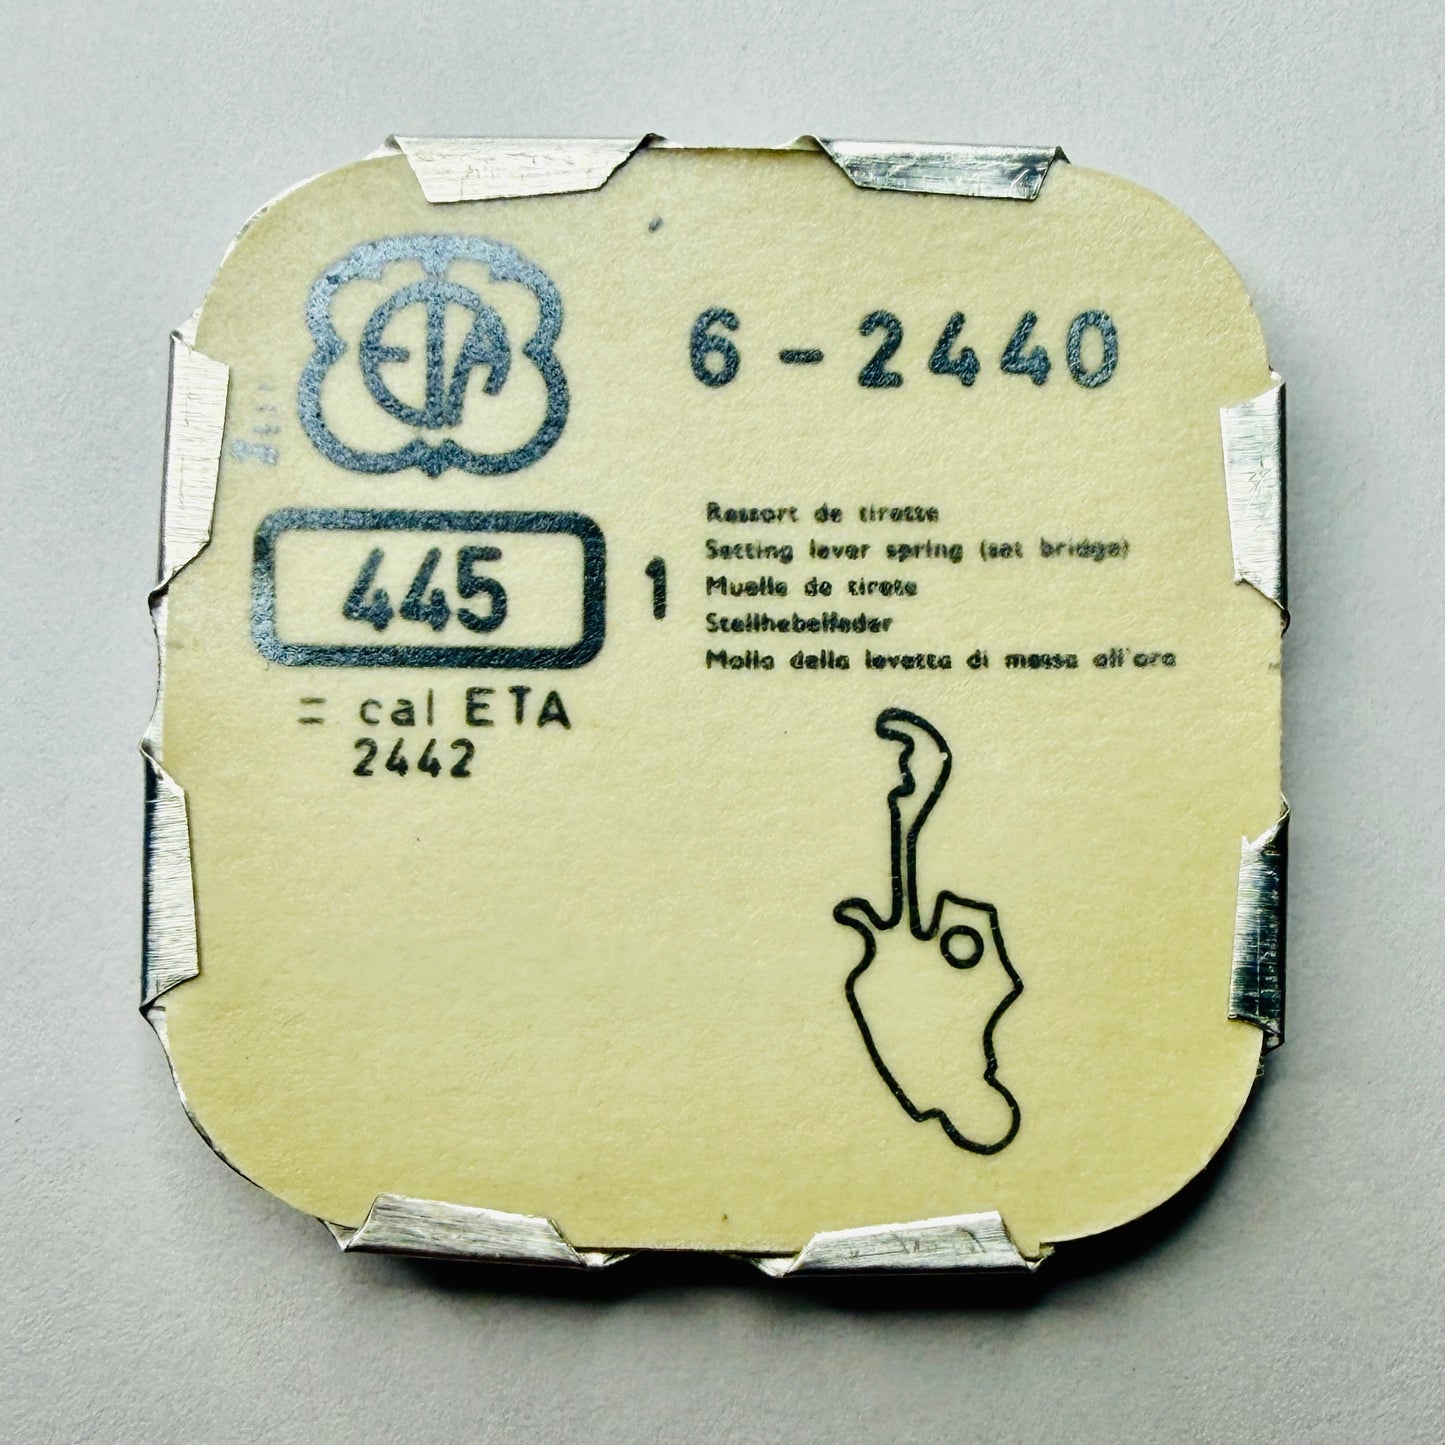 ETA
6-2440
445
= cal ETA
2442
1
Ressort de tirette
Setting lever spring (set bridge)
Muelle de tirete
Stellhebelfeder
Molla della levetta di messa all'ora